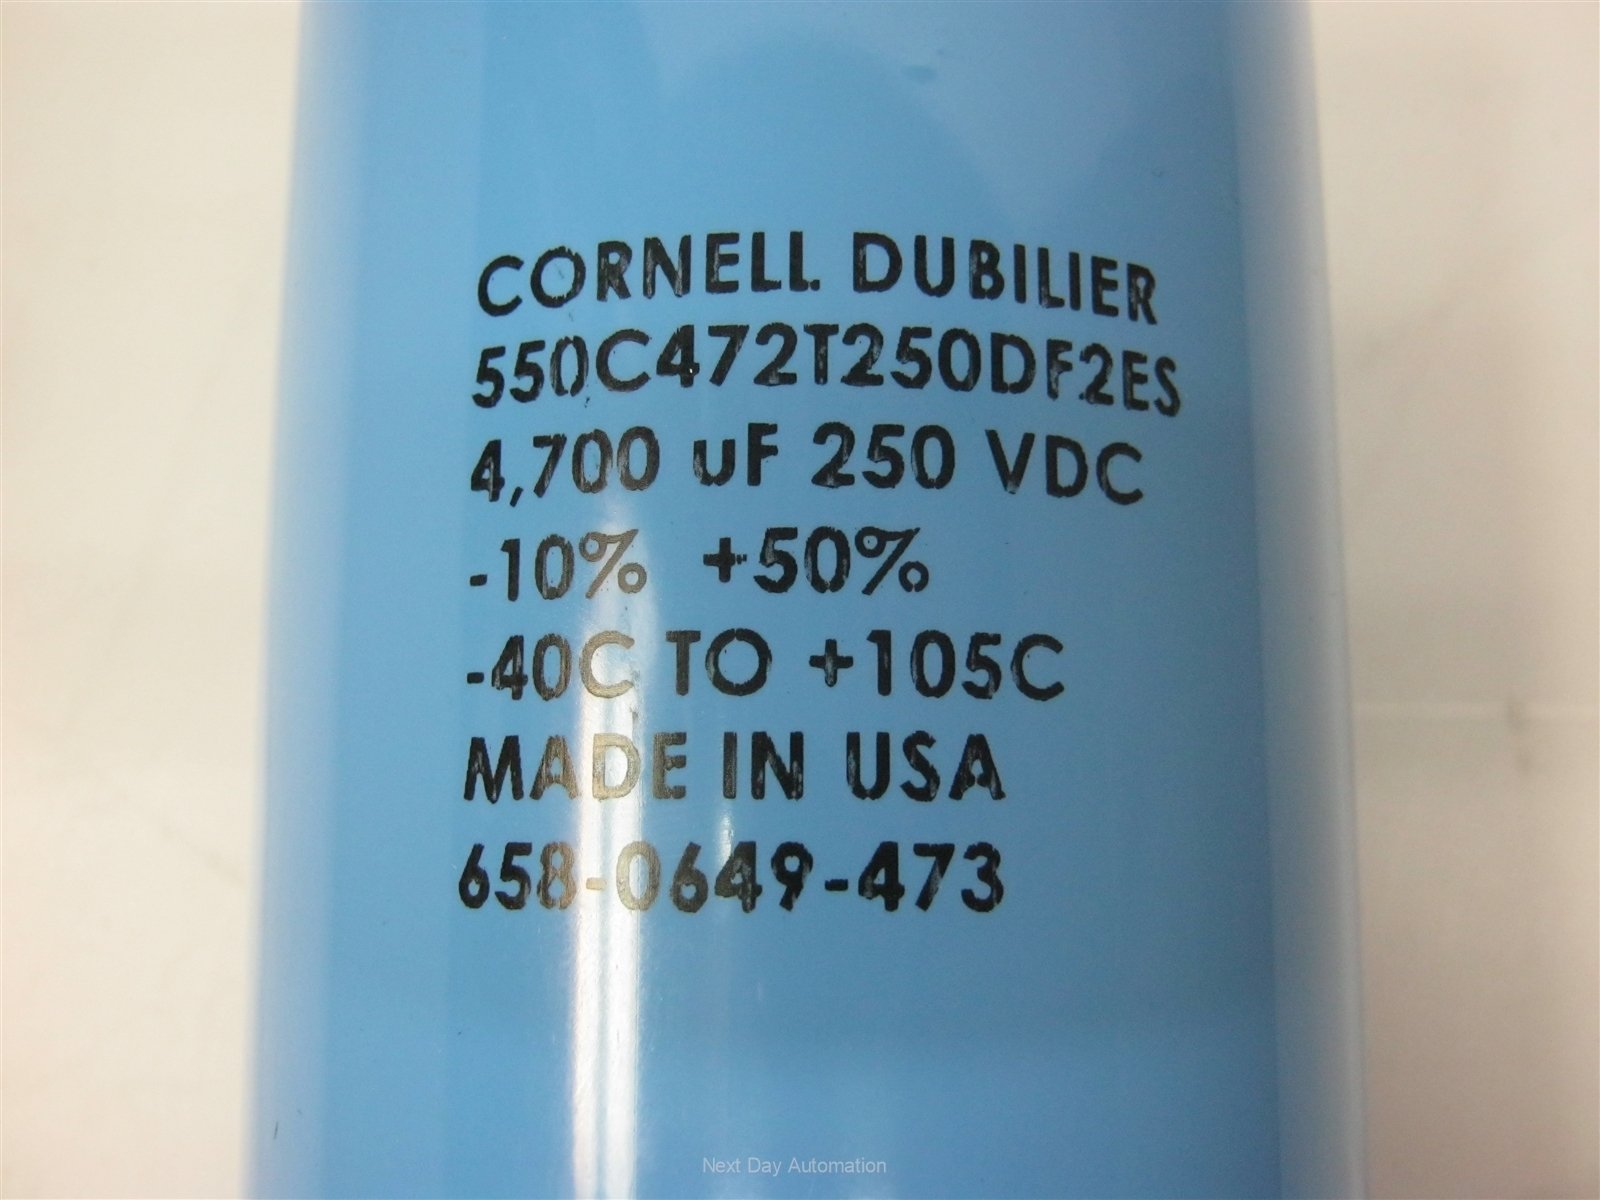 CORNELL DUBILIER
550C472T250DF2ES
4,700 uF 250 VDC
-10% +50%
-40C TO +105C
MADE IN USA
658-0649-473
Next Day Automation